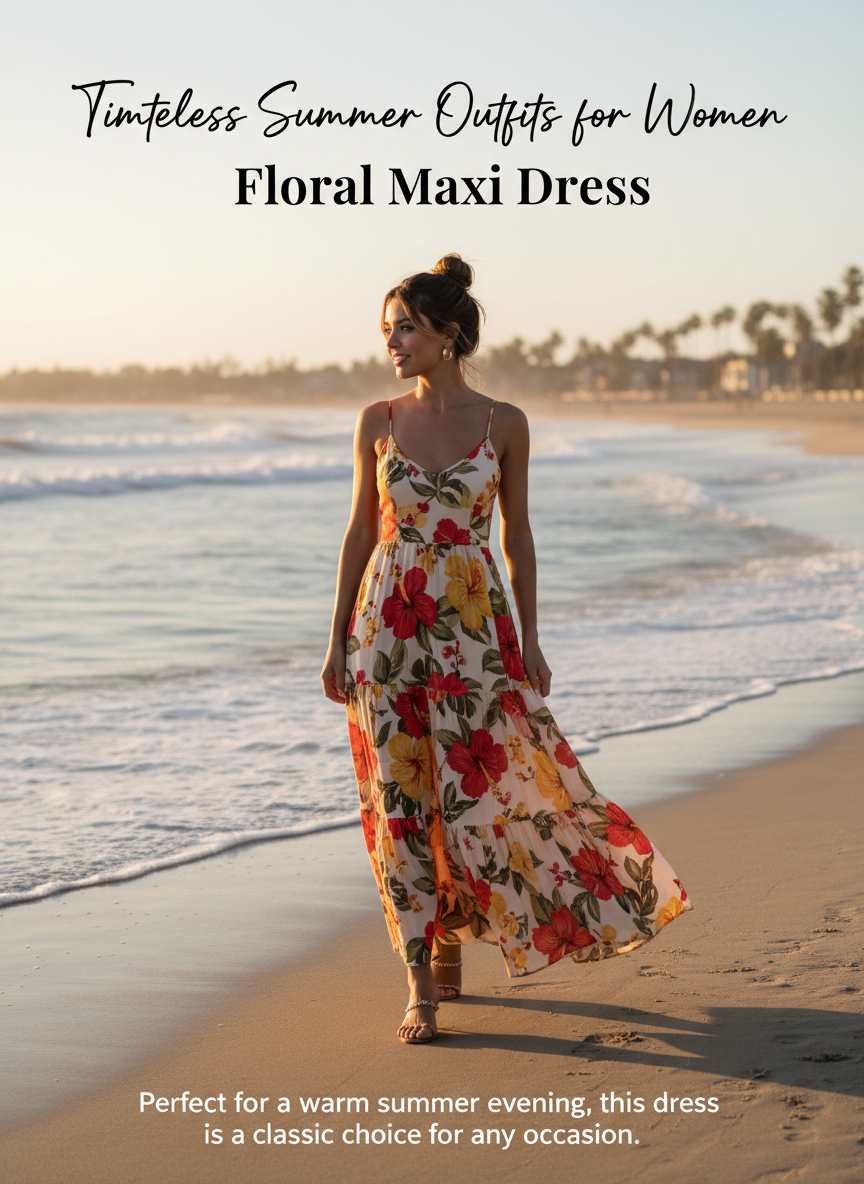 Timteless Summer Outfits for Women
Floral Maxi Dress
Perfect for a warm summer evening, this dress
is a classic choice for any occasion.